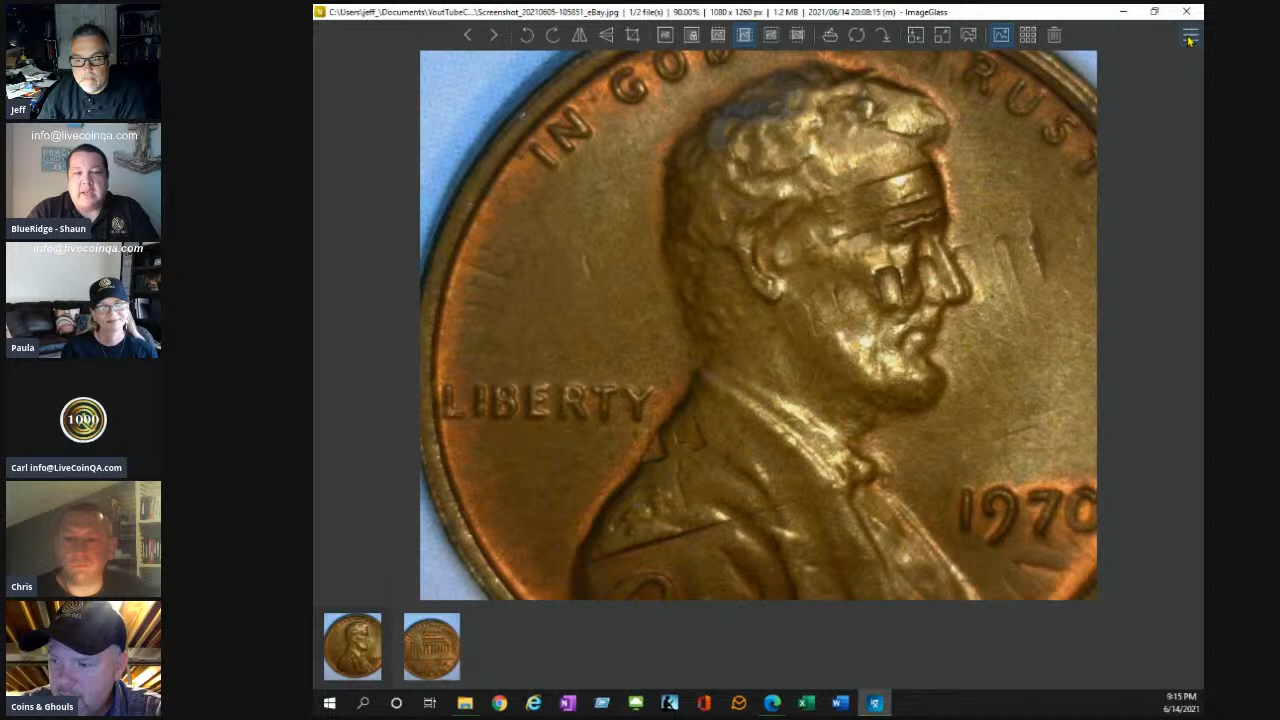 C:\Users\jeff_\Documents\YoutTubeC...\Screenshot_20210605-105851_eBay.jpg | 1/2 file(s) | 90.00% | 1080 x 1260 px | 1.2 MB | 2021/06/14 20:08:15 (m) - ImageGlass
Jeff
info@livecoinqa.com
BlueRidge - Shaun
info@livecoinqa.com
Paula
Carl info@LiveCoinQA.com
Chris
Coins & Ghouls
IN GOD
RUST
LIBERTY
1970
9:15 PM
6/14/2021